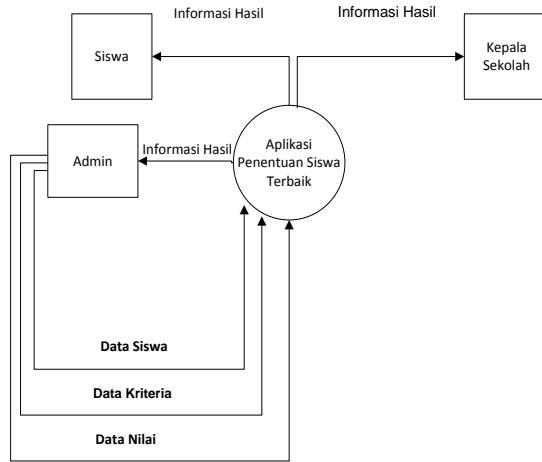 Informasi Hasil
Informasi Hasil
Siswa
Kepala
Sekolah
Admin
Informasi Hasil
Aplikasi
Penentuan Siswa
Terbaik
Data Siswa
Data Kriteria
Data Nilai